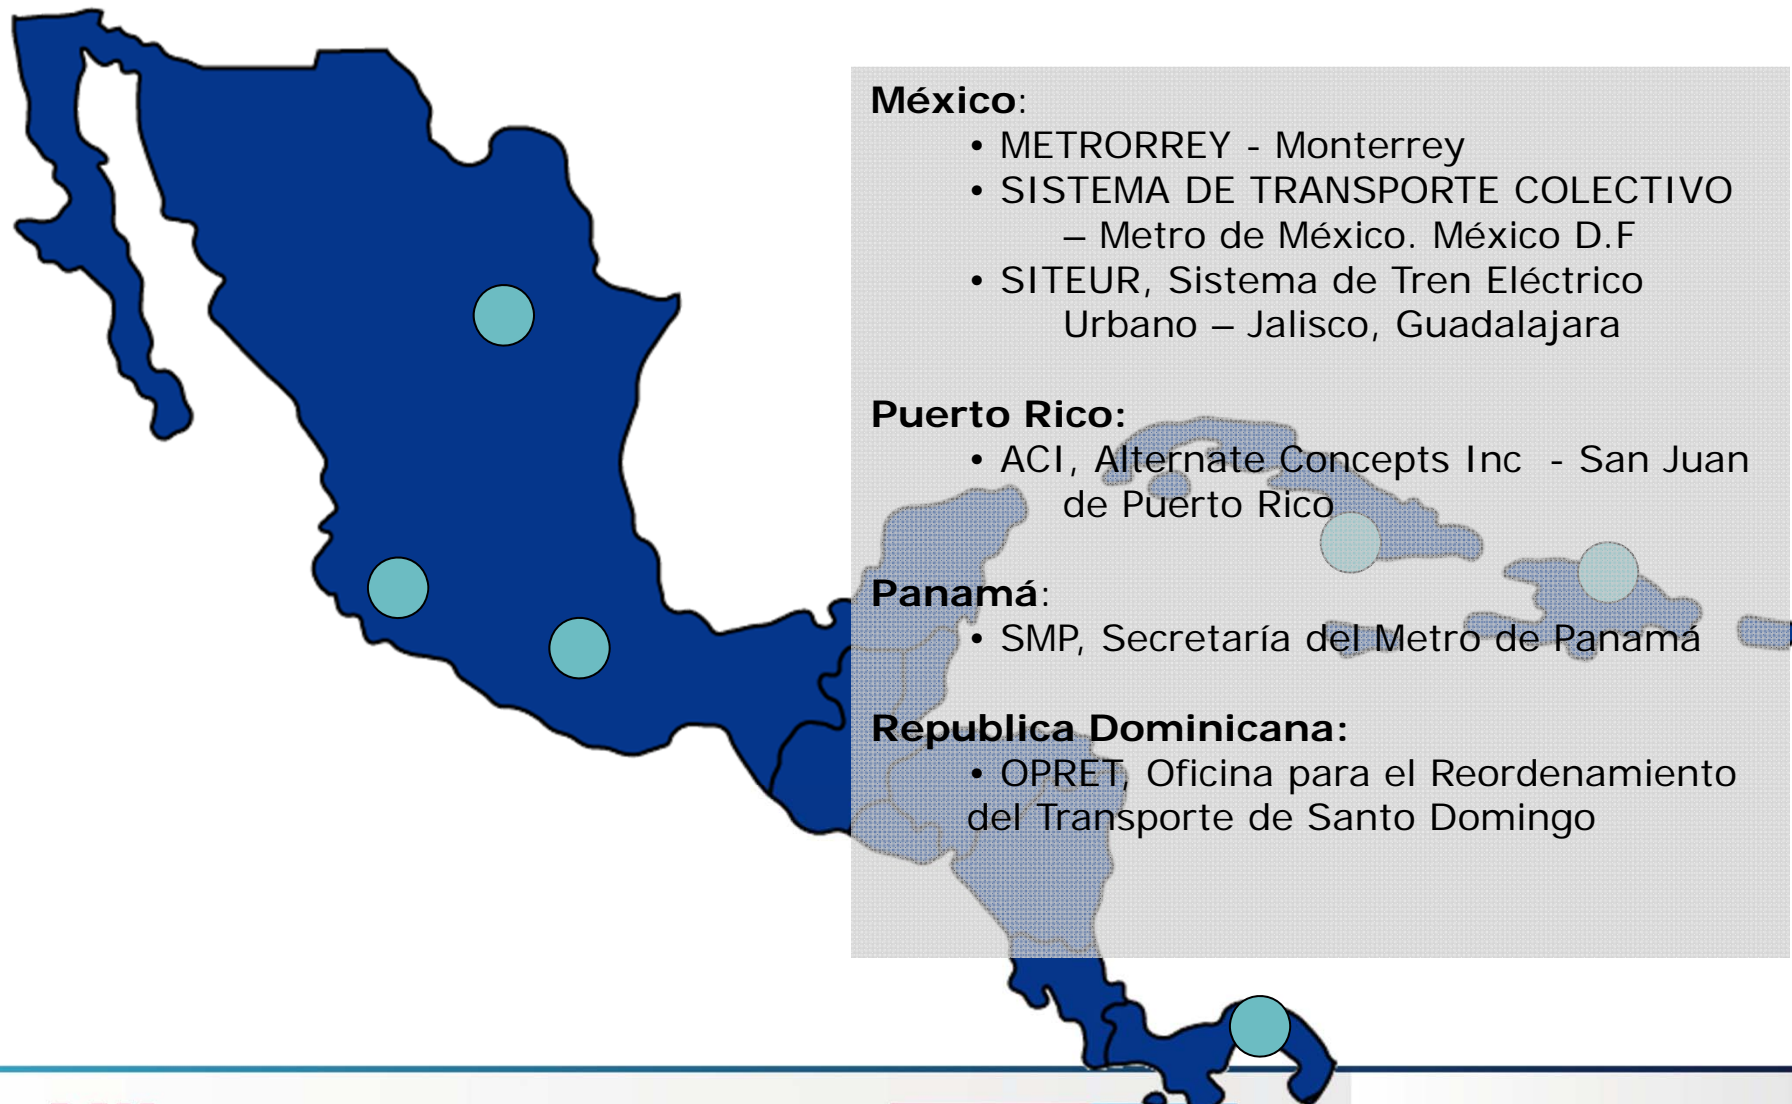 México:
• METRORREY - Monterrey
• SISTEMA DE TRANSPORTE COLECTIVO
– Metro de México. México D.F
• SITEUR, Sistema de Tren Eléctrico
Urbano – Jalisco, Guadalajara
Puerto Rico:
• ACI, Alternate Concepts Inc - San Juan
de Puerto Rico
Panamá:
• SMP, Secretaría del Metro de Panamá
Republica Dominicana:
• OPRET, Oficina para el Reordenamiento
del Transporte de Santo Domingo